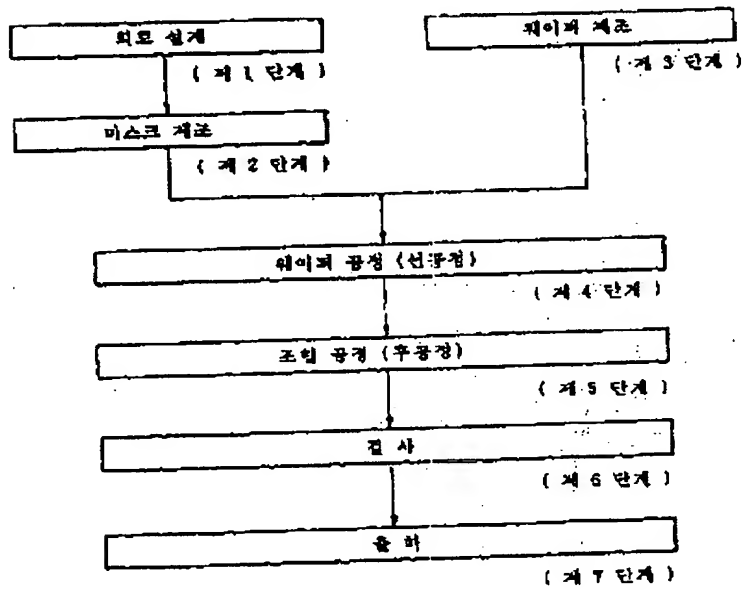 회로 설계
( 제 1 단계 )
웨이퍼 제조
( 제 3 단계 )
마스크 제조
( 제 2 단계 )
웨이퍼 공정 (선공정)
( 제 4 단계 )
조립 공정 (후공정)
( 제 5 단계 )
검 사
( 제 6 단계 )
출 하
( 제 7 단계 )